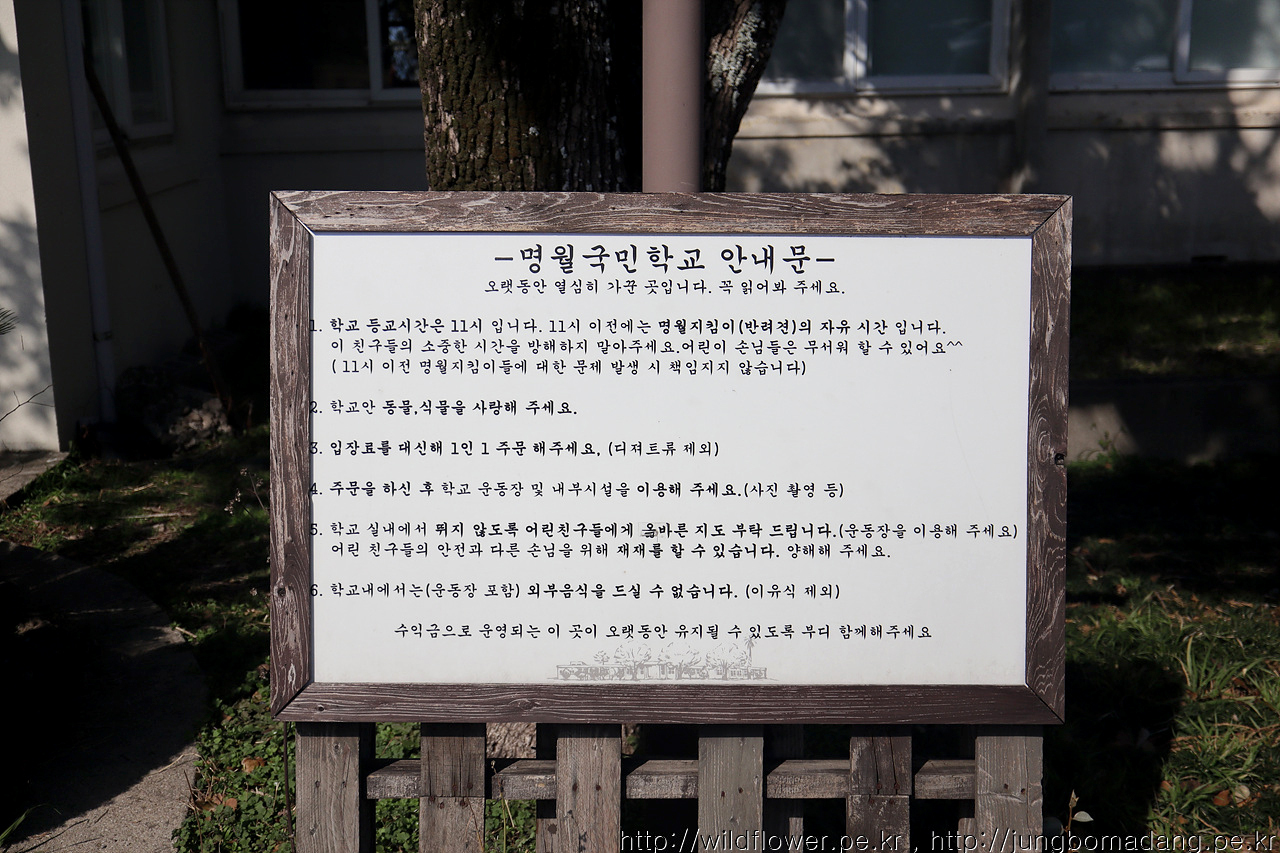 -명월국민학교 안내문-
오랫동안 열심히 가꾼 곳입니다. 꼭 읽어봐 주세요.
1. 학교 등교시간은 11시 입니다. 11시 이전에는 명월지킴이(반려견)의 자유 시간 입니다.
이 친구들의 소중한 시간을 방해하지 말아주세요.어린이 손님들은 무서워 할 수 있어요^^
( 11시 이전 명월지킴이들에 대한 문제 발생 시 책임지지 않습니다)
2. 학교안 동물,식물을 사랑해 주세요.
3. 입장료를 대신해 1인 1 주문 해주세요, (디져트류 제외)
4. 주문을 하신 후 학교 운동장 및 내부시설을 이용해 주세요.(사진 촬영 등)
5. 학교 실내에서 뛰지 않도록 어린친구들에게 올바른 지도 부탁 드립니다.(운동장을 이용해 주세요)
어린 친구들의 안전과 다른 손님을 위해 재재를 할 수 있습니다. 양해해 주세요.
6. 학교내에서는(운동장 포함) 외부음식을 드실 수 없습니다. (이유식 제외)
수익금으로 운영되는 이 곳이 오랫동안 유지될 수 있도록 부디 함께해주세요
http://wildflower.pe.kr , http://jungbomadang.pe.kr